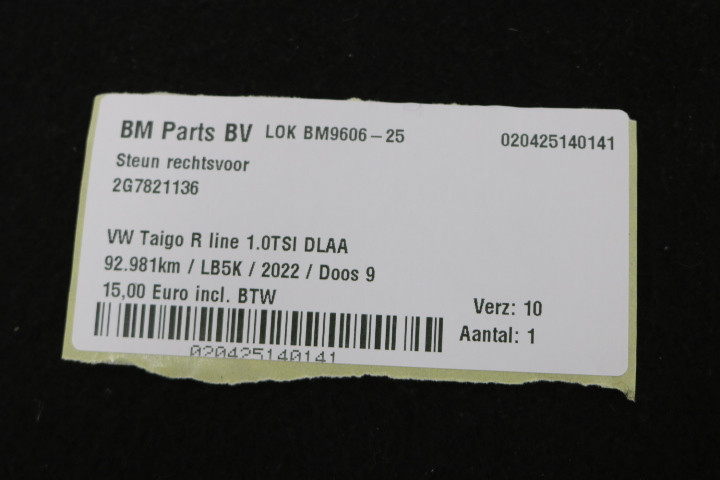 BM Parts BV LOK BM9606-25 020425140141
Steun rechtsvoor
2G7821136
VW Taigo R line 1.0TSI DLAA
92.981km / LB5K / 2022 / Doos 9
15,00 Euro incl. BTW
Verz: 10
Aantal: 1
020425140141